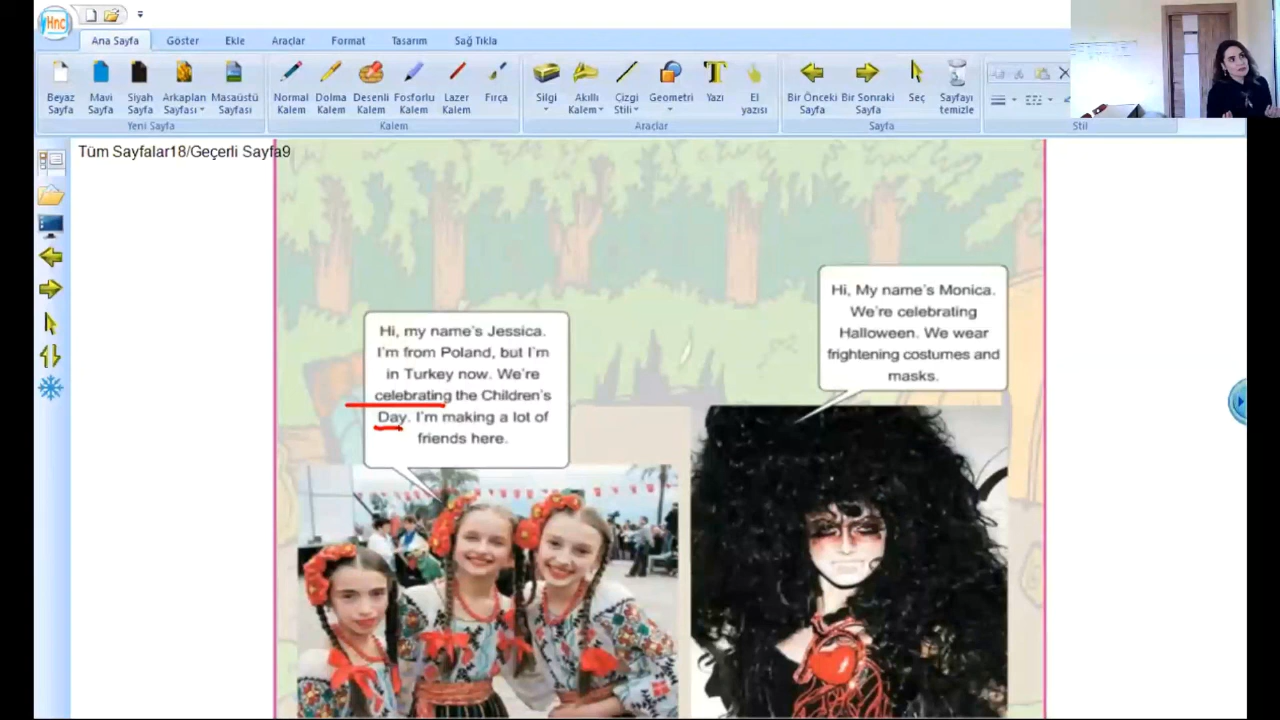 Hnc
Ana Sayfa Göster Ekle Araçlar Format Tasarım Sağ Tıkla
Beyaz Sayfa
Mavi Sayfa
Siyah Sayfa
Arkaplan Sayfası
Masaüstü Sayfası
Normal Kalem
Dolma Kalem
Desenli Kalem
Fosforlu Kalem
Lazer Kalem
Fırça
Silgi
Akıllı Kalem
Çizgi Stili
Geometri
Yazı
El yazısı
Bir Önceki Sayfa
Bir Sonraki Sayfa
Seç
Sayfayı temizle
Yeni Sayfa Kalem Araçlar Sayfa Stil
Tüm Sayfalar18/Geçerli Sayfa9
Hi, my name's Jessica.
I'm from Poland, but I'm
in Turkey now. We're
celebrating the Children's
Day. I'm making a lot of
friends here.
Hi, My name's Monica.
We're celebrating
Halloween. We wear
frightening costumes and
masks.